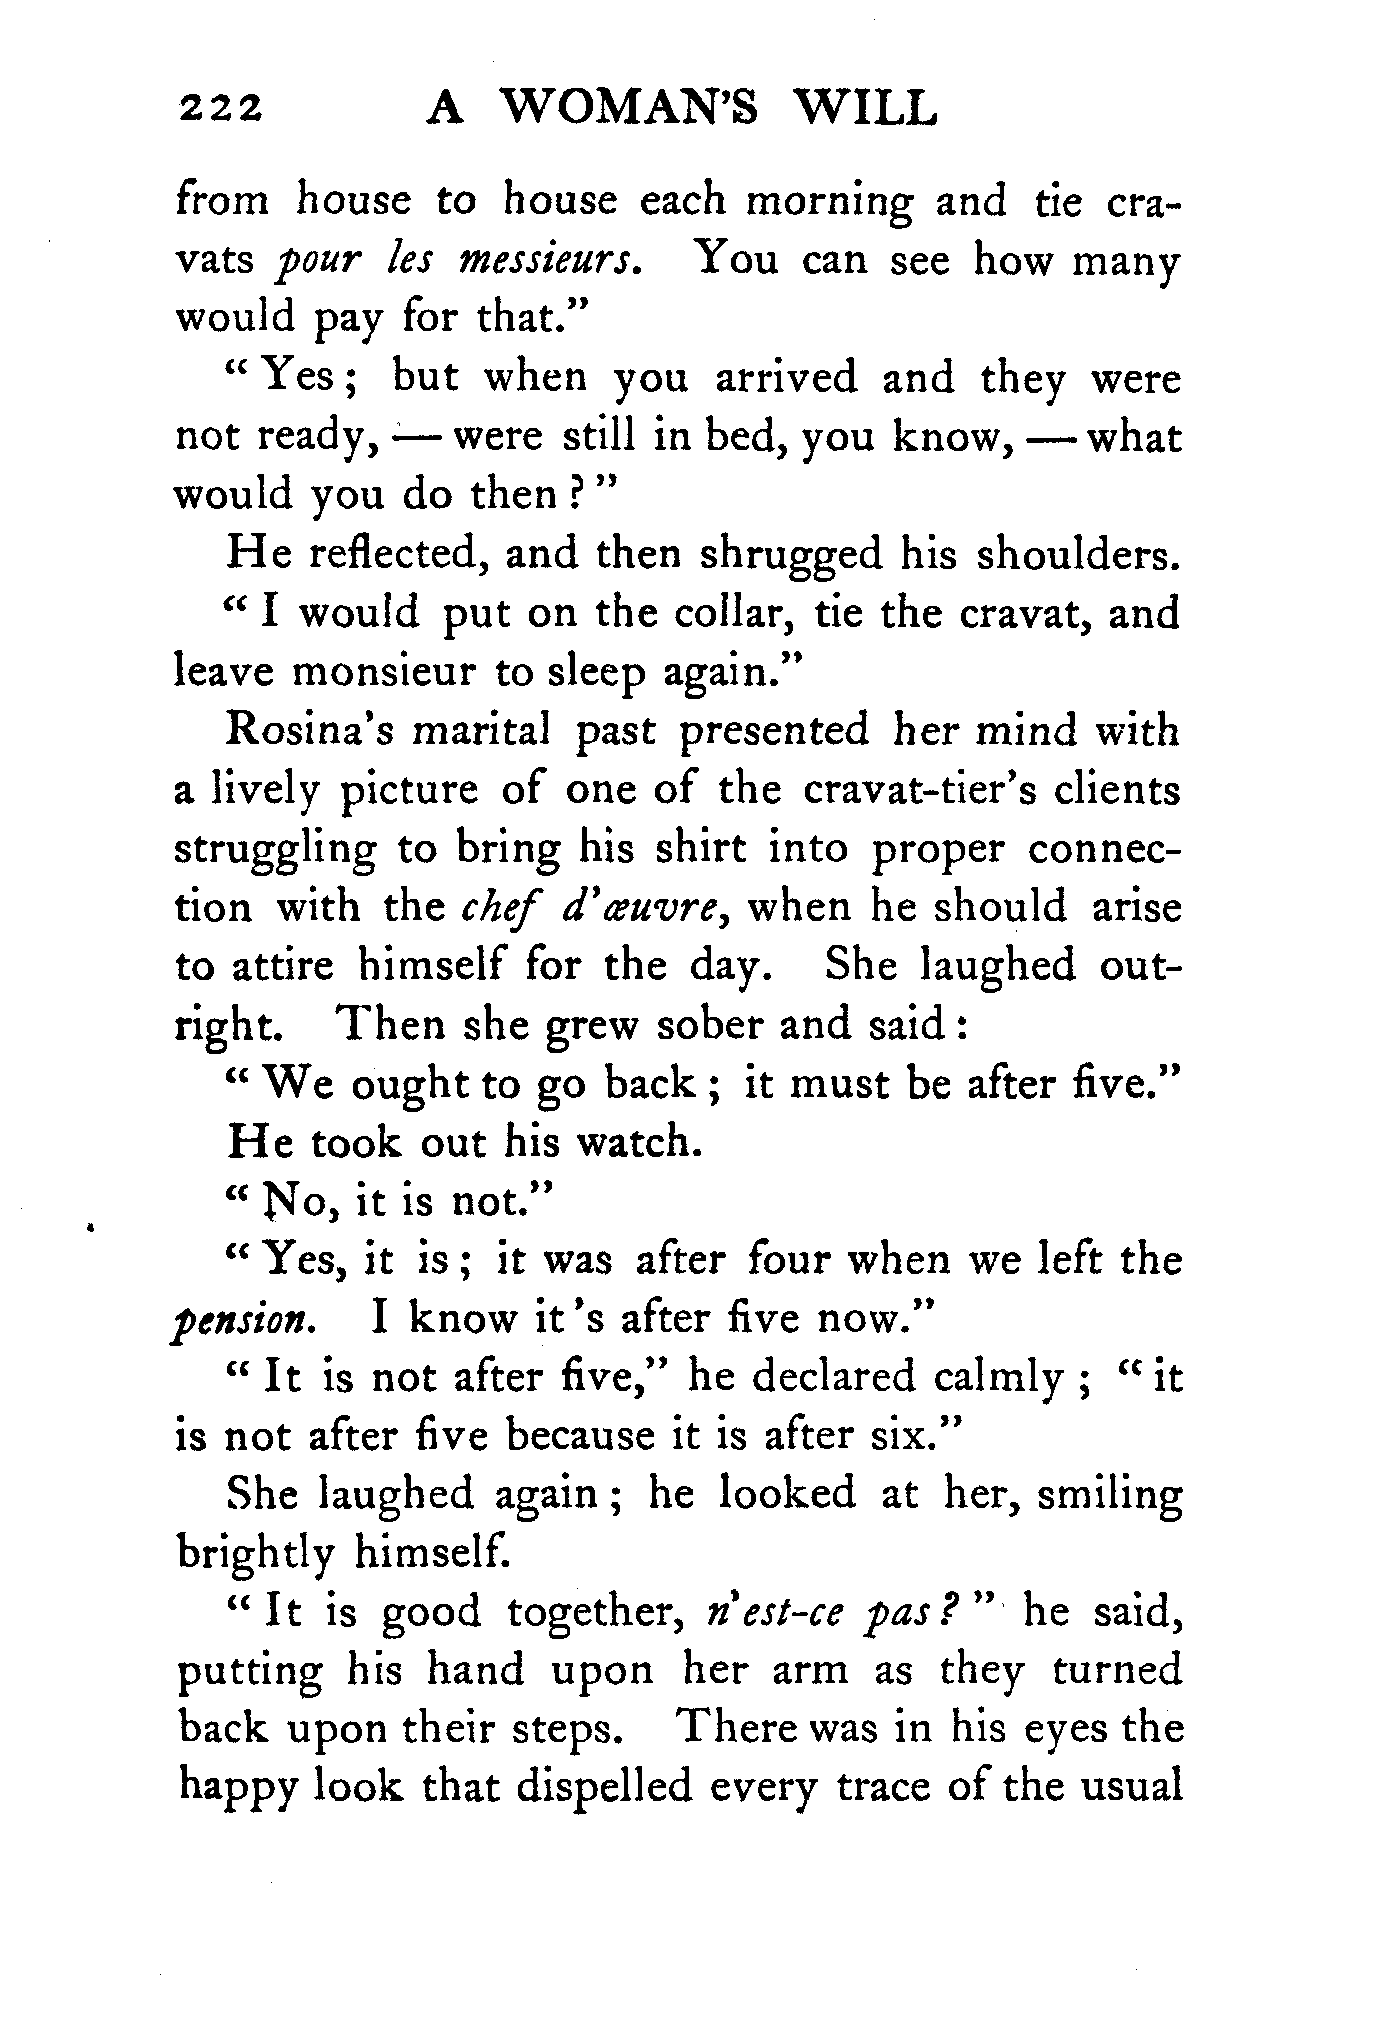 222 A WOMAN'S WILL
from house to house each morning and tie cra-
vats pour les messieurs. You can see how many
would pay for that."
"Yes; but when you arrived and they were
not ready, — were still in bed, you know, — what
would you do then?"
He reflected, and then shrugged his shoulders.
"I would put on the collar, tie the cravat, and
leave monsieur to sleep again."
Rosina's marital past presented her mind with
a lively picture of one of the cravat-tier's clients
struggling to bring his shirt into proper connec-
tion with the chef d'œuvre, when he should arise
to attire himself for the day. She laughed out-
right. Then she grew sober and said:
"We ought to go back; it must be after five."
He took out his watch.
"No, it is not."
"Yes, it is; it was after four when we left the
pension. I know it's after five now."
"It is not after five," he declared calmly; "it
is not after five because it is after six."
She laughed again; he looked at her, smiling
brightly himself.
"It is good together, n'est-ce pas?" he said,
putting his hand upon her arm as they turned
back upon their steps. There was in his eyes the
happy look that dispelled every trace of the usual